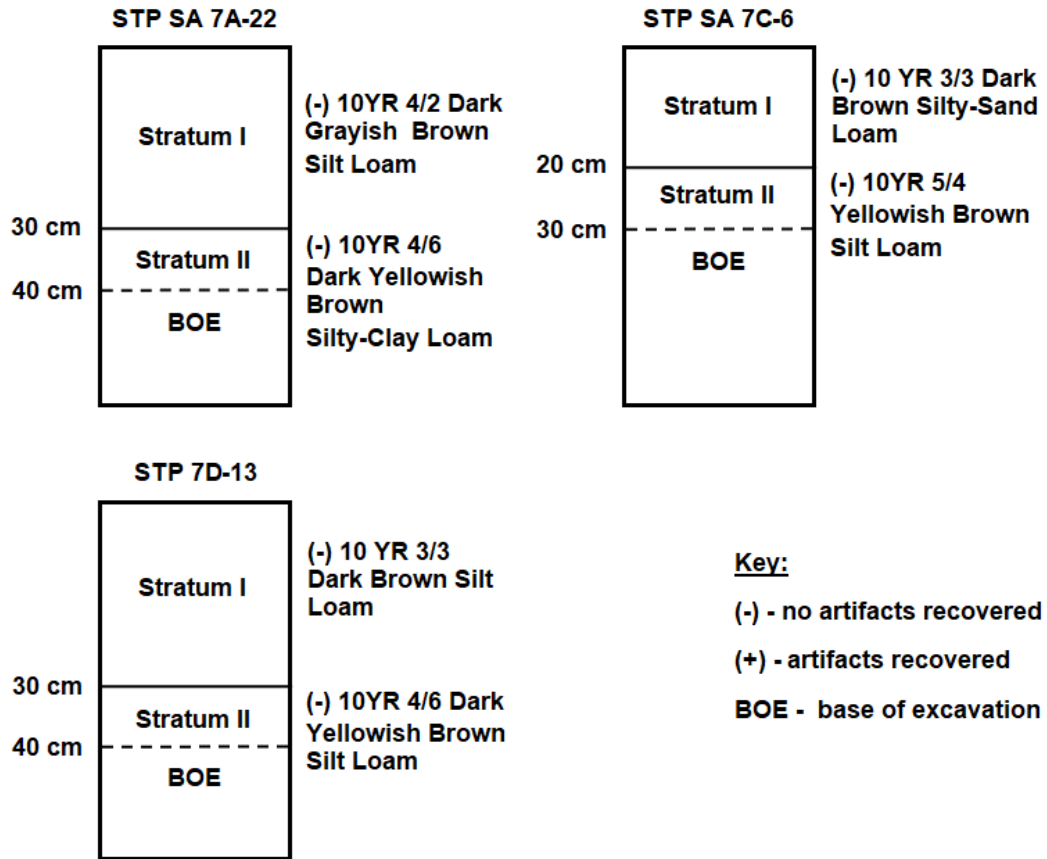 STP SA 7A-22
Stratum I
(-) 10YR 4/2 Dark
Grayish Brown
Silt Loam
30 cm
Stratum II
(-) 10YR 4/6
Dark Yellowish
Brown
Silty-Clay Loam
40 cm
BOE
STP SA 7C-6
Stratum I
(-) 10 YR 3/3 Dark
Brown Silty-Sand
Loam
20 cm
Stratum II
(-) 10YR 5/4
Yellowish Brown
Silt Loam
30 cm
BOE
STP 7D-13
Stratum I
(-) 10 YR 3/3
Dark Brown Silt
Loam
30 cm
Stratum II
(-) 10YR 4/6 Dark
Yellowish Brown
Silt Loam
40 cm
BOE
Key:
(-) - no artifacts recovered
(+) - artifacts recovered
BOE - base of excavation